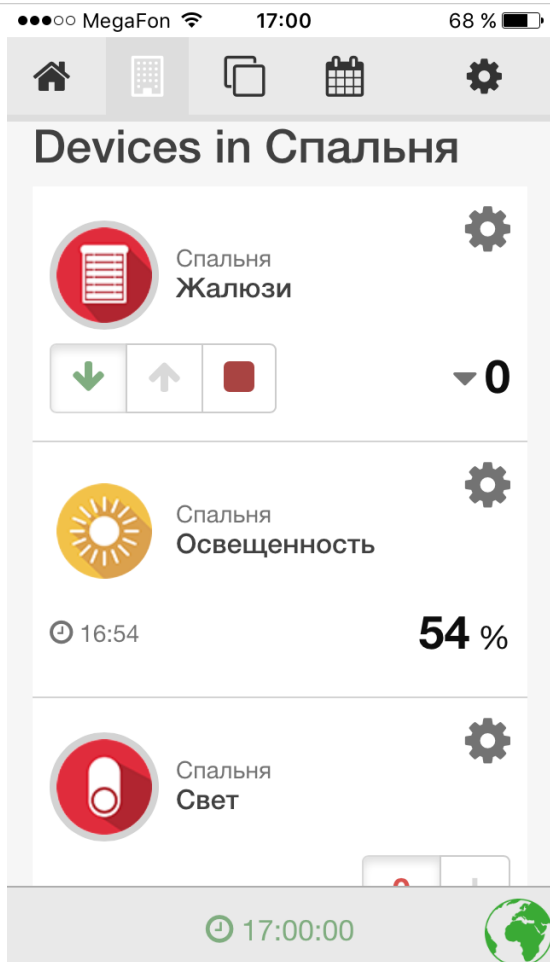 MegaFon 17:00 68 %
Devices in Спальня
Спальня
Жалюзи
0
Спальня
Освещенность
16:54
54 %
Спальня
Свет
17:00:00